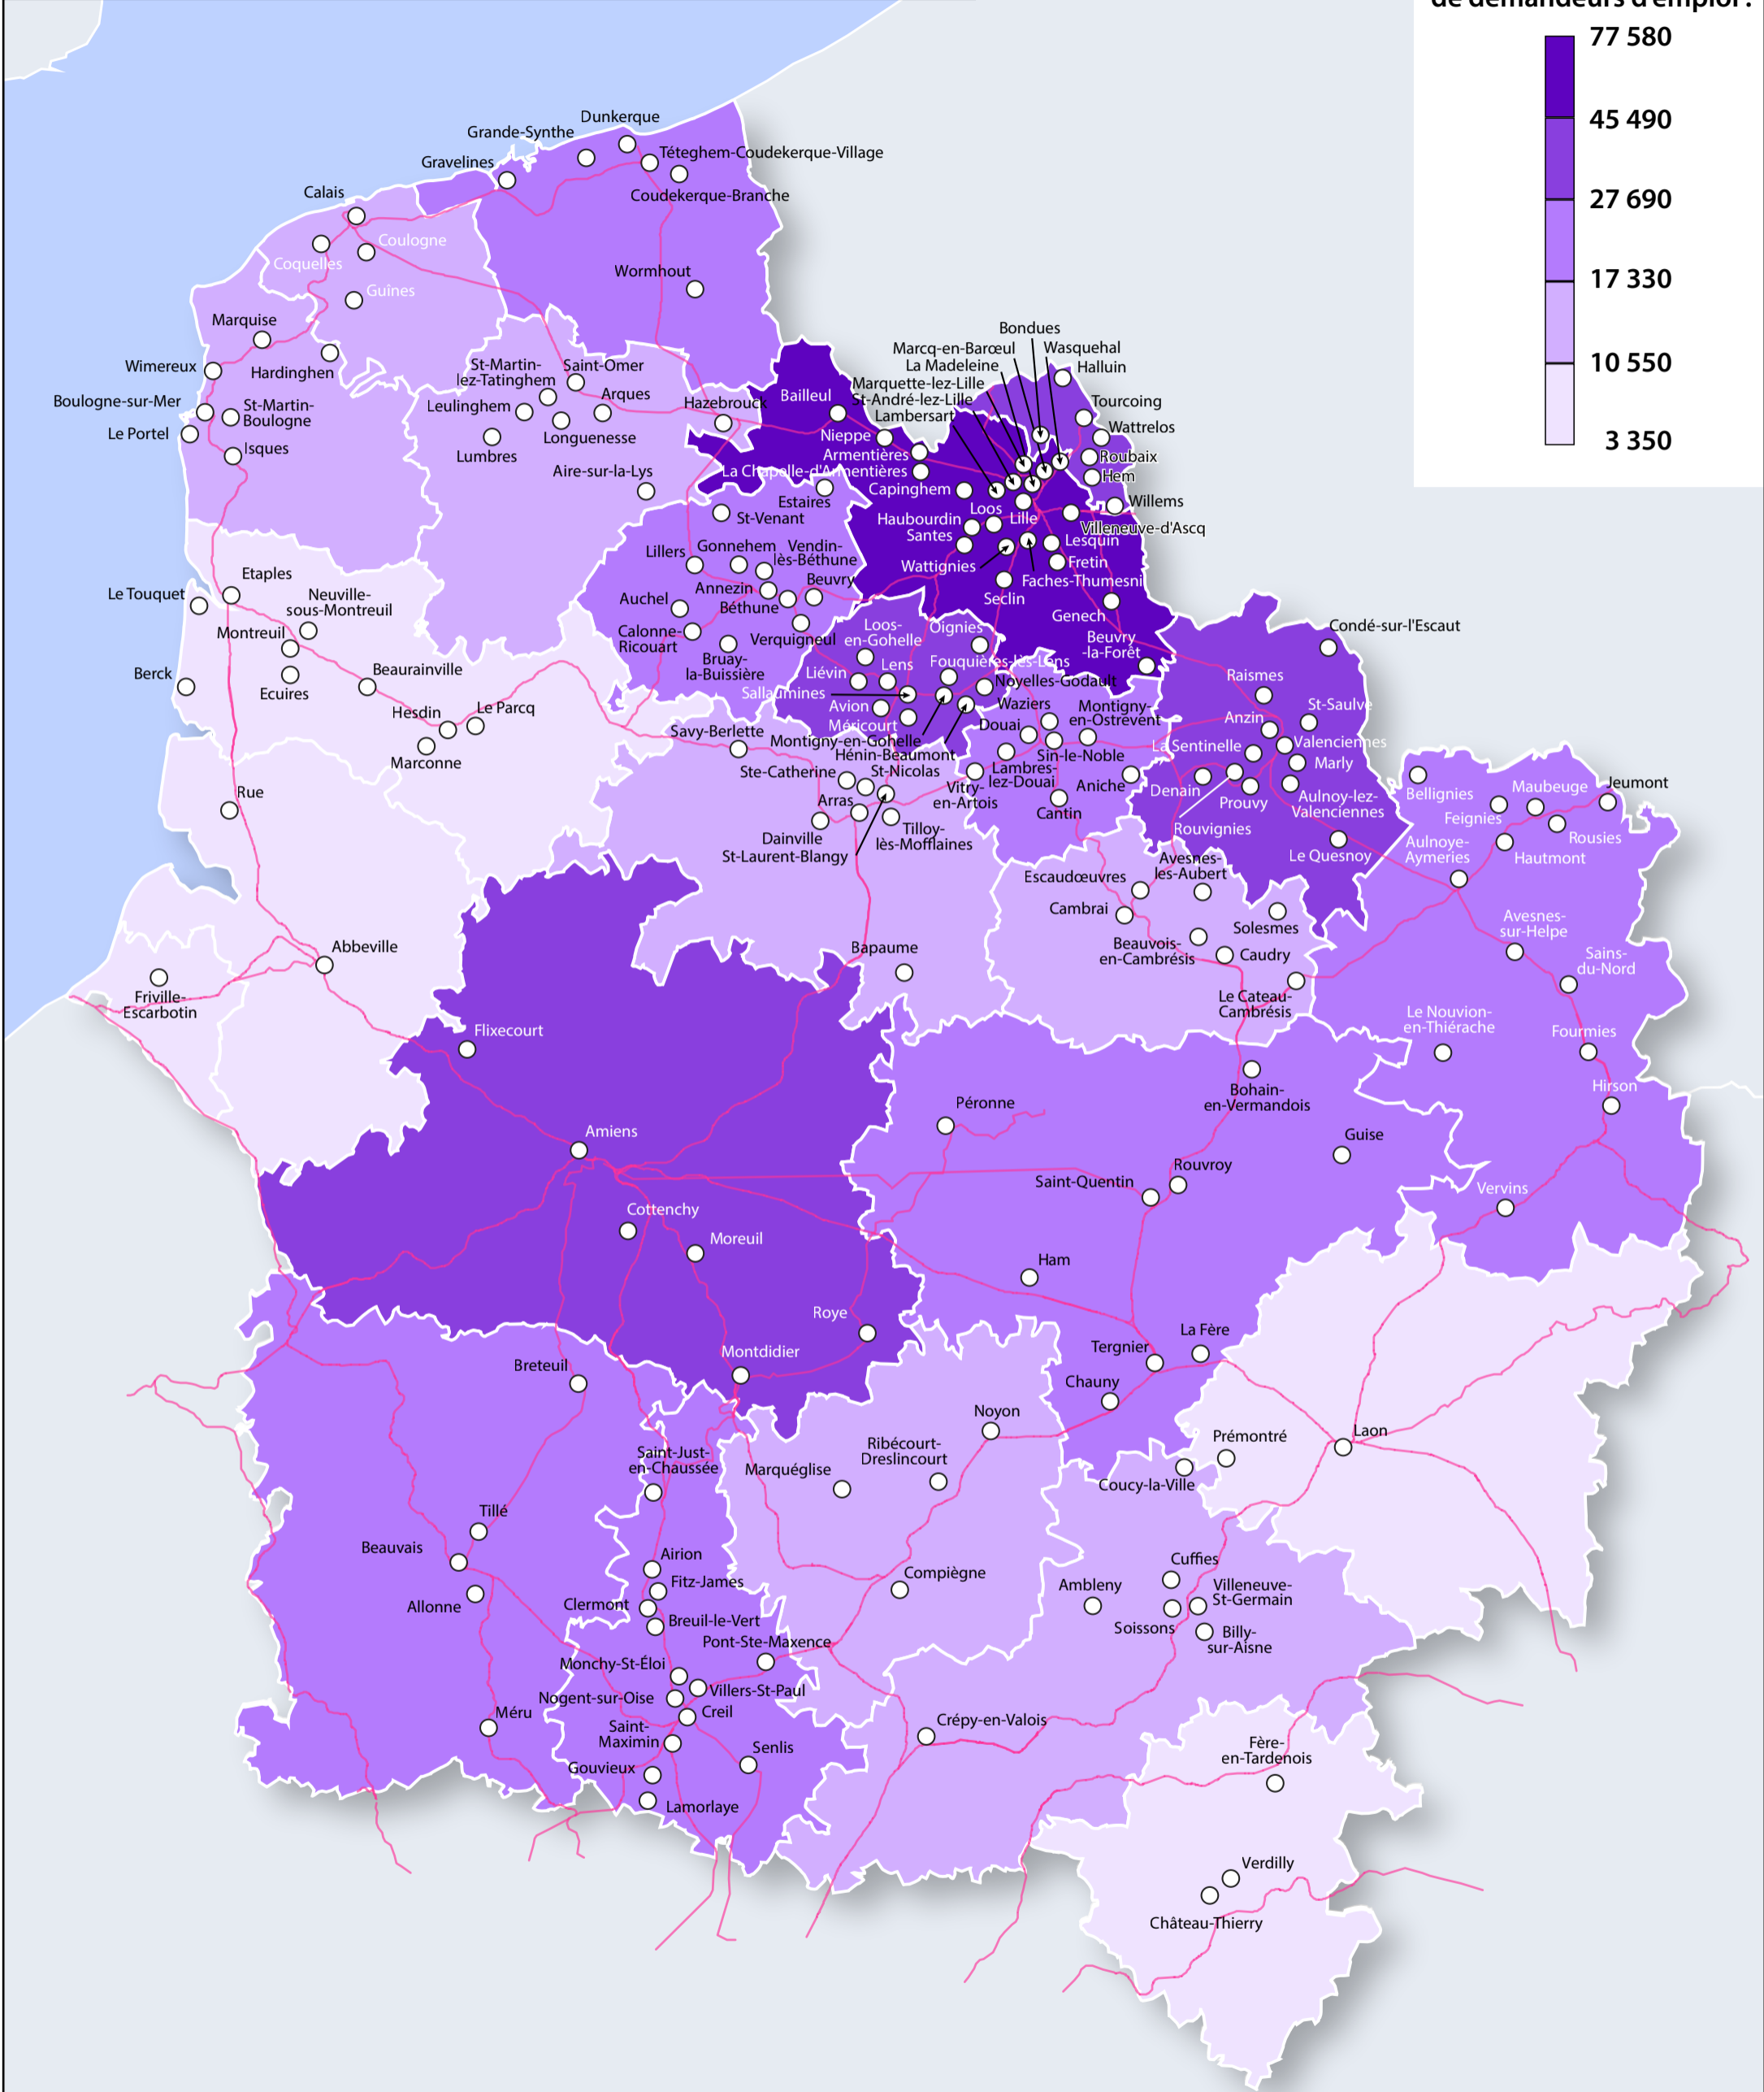 de demandeurs d'emploi :
77 580
45 490
27 690
17 330
10 550
3 350
Dunkerque
Grande-Synthe
Téteghem-Coudekerque-Village
Gravelines
Coudekerque-Branche
Calais
Coulogne
Coquelles
Wormhout
Guînes
Marquise
Bondues
Marcq-en-Barœul
Wasquehal
La Madeleine
Halluin
Wimereux
Hardinghen
St-Martin-
lez-Tatinghem
Saint-Omer
Marquette-lez-Lille
St-André-lez-Lille
Lambersart
Bailleul
Tourcoing
Boulogne-sur-Mer
St-Martin-
Boulogne
Leulinghem
Arques
Hazebrouck
Wattrelos
Le Portel
Longuenesse
Nieppe
Isques
Lumbres
Armentières
Roubaix
Aire-sur-la-Lys
La Chapelle-d'Armentières
Hem
Capinghem
Estaires
Willems
St-Venant
Loos
Haubourdin
Lille
Villeneuve-d'Ascq
Santes
Lesquin
Lillers
Gonnehem
Vendin-
lès-Béthune
Wattignies
Fretin
Etaples
Annezin
Beuvry
Faches-Thumesni
Le Touquet
Neuville-
sous-Montreuil
Auchel
Béthune
Seclin
Genech
Montreuil
Calonne-
Ricouart
Verquigneul
Loos-
en-Gohelle
Oignies
Beuvry
-la-Forêt
Condé-sur-l'Escaut
Berck
Beaurainville
Bruay-
la-Buissière
Liévin
Lens
Fouquières-lès-Lens
Raismes
Ecuires
Sallaumines
Noyelles-Godault
Hesdin
Le Parcq
Avion
Waziers
Montigny-
en-Ostrevent
St-Saulve
Méricourt
Douai
Anzin
Savy-Berlette
Montigny-en-Gohelle
Valenciennes
Marconne
Hénin-Beaumont
Sin-le-Noble
La Sentinelle
Marly
Ste-Catherine
St-Nicolas
Lambres-
lez-Douai
Rue
Vitry-
en-Artois
Aniche
Denain
Prouvy
Aulnoy-lez-
Valenciennes
Bellignies
Maubeuge
Jeumont
Arras
Cantin
Feignies
Dainville
Tilloy-
lès-Mofflaines
Rouvignies
Rousies
St-Laurent-Blangy
Le Quesnoy
Aulnoye-
Aymeries
Hautmont
Avesnes-
les-Aubert
Escaudœuvres
Cambrai
Solesmes
Avesnes-
sur-Helpe
Abbeville
Bapaume
Beauvois-
en-Cambrésis
Caudry
Sains-
du-Nord
Friville-
Escarbotin
Le Cateau-
Cambrésis
Le Nouvion-
en-Thiérache
Flixecourt
Fourmies
Bohain-
en-Vermandois
Hirson
Péronne
Amiens
Guise
Rouvroy
Saint-Quentin
Vervins
Cottenchy
Moreuil
Ham
Roye
La Fère
Tergnier
Montdidier
Breteuil
Chauny
Noyon
Laon
Prémontré
Saint-Just-
en-Chaussée
Ribécourt-
Dreslincourt
Marquéglise
Coucy-la-Ville
Tillé
Beauvais
Airion
Cuffies
Fitz-James
Compiègne
Ambleny
Villeneuve-
St-Germain
Allonne
Clermont
Breuil-le-Vert
Soissons
Billy-
sur-Aisne
Pont-Ste-Maxence
Monchy-St-Éloi
Villers-St-Paul
Nogent-sur-Oise
Creil
Méru
Crépy-en-Valois
Saint-
Maximin
Senlis
Fère-
en-Tardenois
Gouvieux
Lamorlaye
Verdilly
Château-Thierry